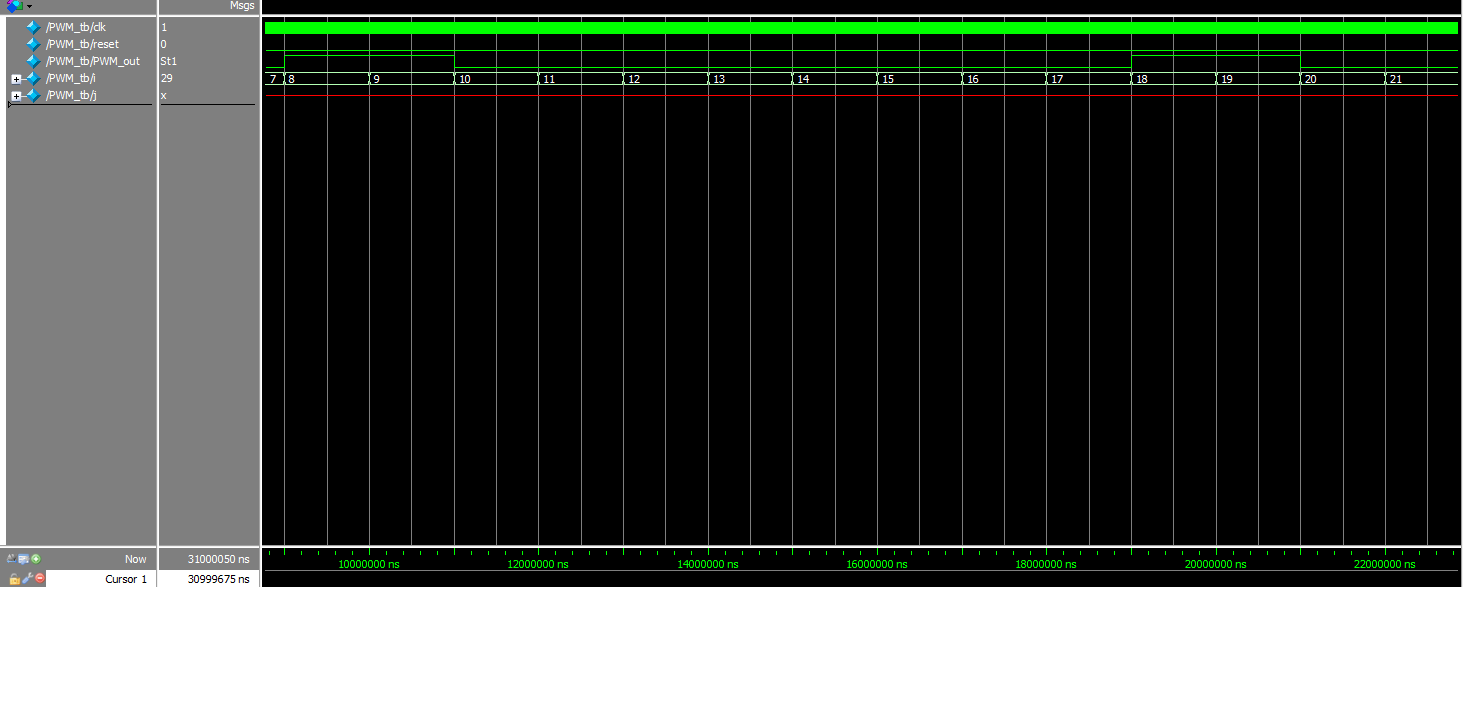 Msgs
/PWM_tb/clk 1
/PWM_tb/reset 0
/PWM_tb/PWM_out St1
/PWM_tb/i 29 7 8 9 10 11 12 13 14 15 16 17 18 19 20 21
/PWM_tb/j x
Now 31000050 ns 10000000 ns 12000000 ns 14000000 ns 16000000 ns 18000000 ns 20000000 ns 22000000 ns
Cursor 1 30999675 ns